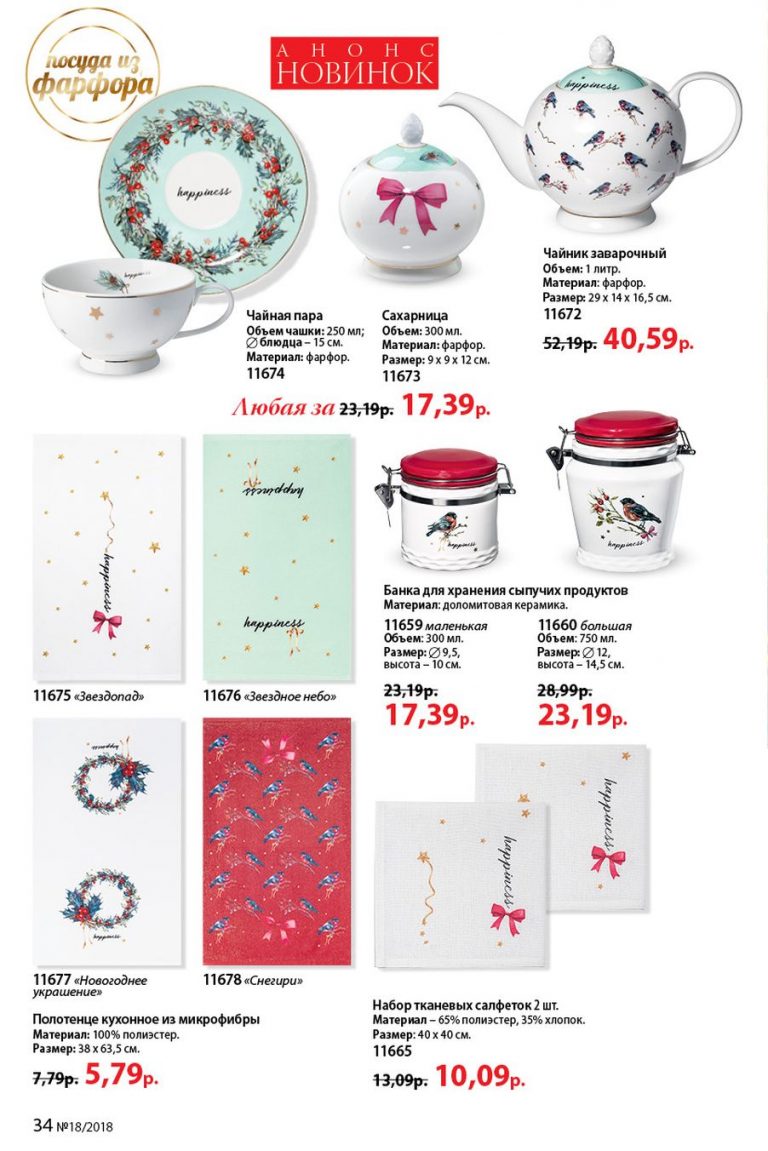 посуда из
фарфора
АНОНС
НОВИНОК
happiness
happiness
happiness
Чайник заварочный
Объем: 1 литр.
Материал: фарфор.
Размер: 29 x 14 x 16,5 см.
11672
52,19р. 40,59р.
Чайная пара
Объем чашки: 250 мл;
∅ блюдца – 15 см.
Материал: фарфор.
11674
Сахарница
Объем: 300 мл.
Материал: фарфор.
Размер: 9 x 9 x 12 см.
11673
Любая за 23,19р. 17,39р.
happiness
happiness
happiness
11675 «Звездопад»
11676 «Звездное небо»
happiness
happiness
Банка для хранения сыпучих продуктов
Материал: доломитовая керамика.
11659 маленькая
Объем: 300 мл.
Размер: ∅ 9,5,
высота – 10 см.
23,19р.
17,39р.
11660 большая
Объем: 750 мл.
Размер: ∅ 12,
высота – 14,5 см.
28,99р.
23,19р.
happiness
happiness
11677 «Новогоднее
украшение»
11678 «Снегири»
Полотенце кухонное из микрофибры
Материал: 100% полиэстер.
Размер: 38 x 63,5 см.
7,79р. 5,79р.
happiness
happiness
Набор тканевых салфеток 2 шт.
Материал – 65% полиэстер, 35% хлопок.
Размер: 40 x 40 см.
11665
13,09р. 10,09р.
34 №18/2018